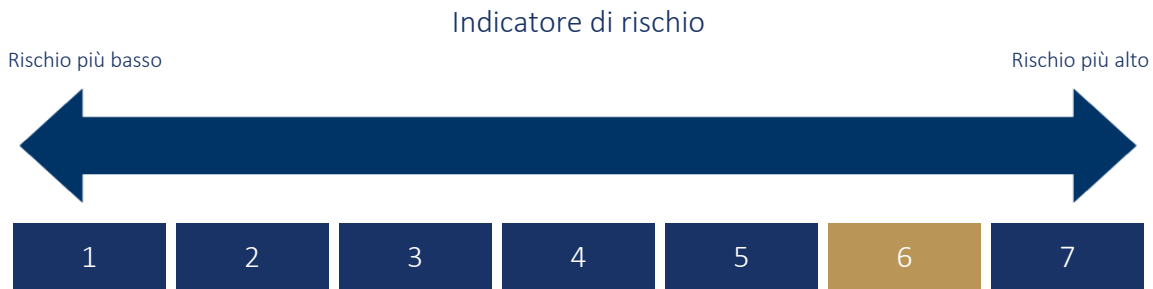 Indicatore di rischio
Rischio più basso Rischio più alto
1 2 3 4 5 6 7